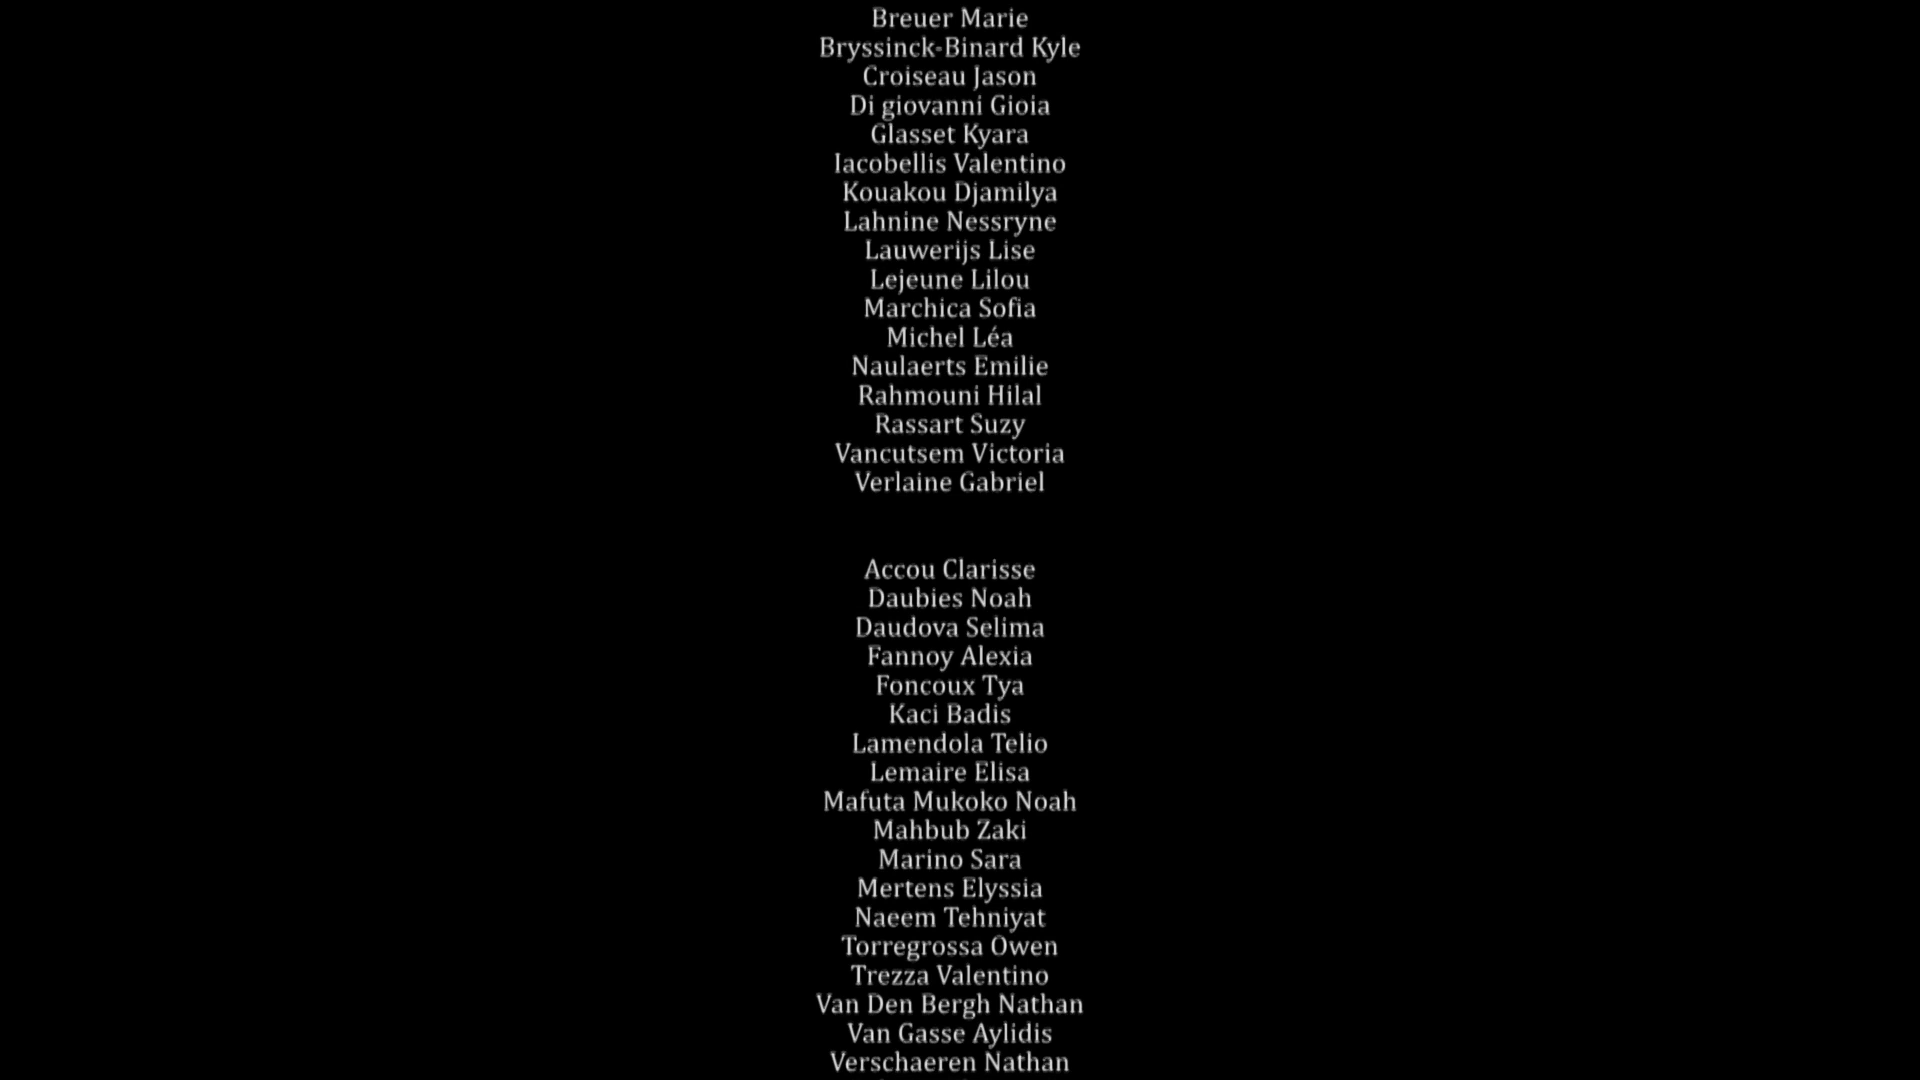 Breuer Marie
Bryssinck-Binard Kyle
Croiseau Jason
Di giovanni Gioia
Glasset Kyara
Iacobellis Valentino
Kouakou Djamilya
Lahnine Nessryne
Lauwerijs Lise
Lejeune Lilou
Marchica Sofia
Michel Léa
Naulaerts Emilie
Rahmouni Hilal
Rassart Suzy
Vancutsem Victoria
Verlaine Gabriel
Accou Clarisse
Daubies Noah
Daudova Selima
Fannoy Alexia
Foncoux Tya
Kaci Badis
Lamendola Telio
Lemaire Elisa
Mafuta Mukoko Noah
Mahbub Zaki
Marino Sara
Mertens Elyssia
Naeem Tehniyat
Torregrossa Owen
Trezza Valentino
Van Den Bergh Nathan
Van Gasse Aylidis
Verschaeren Nathan